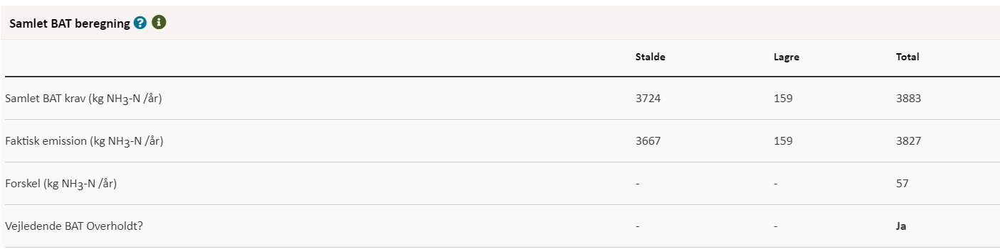 Samlet BAT beregning ? i
Stalde Lagre Total
Samlet BAT krav (kg NH3-N /år) 3724 159 3883
Faktisk emission (kg NH3-N /år) 3667 159 3827
Forskel (kg NH3-N /år) - - 57
Vejledende BAT Overholdt? - - Ja